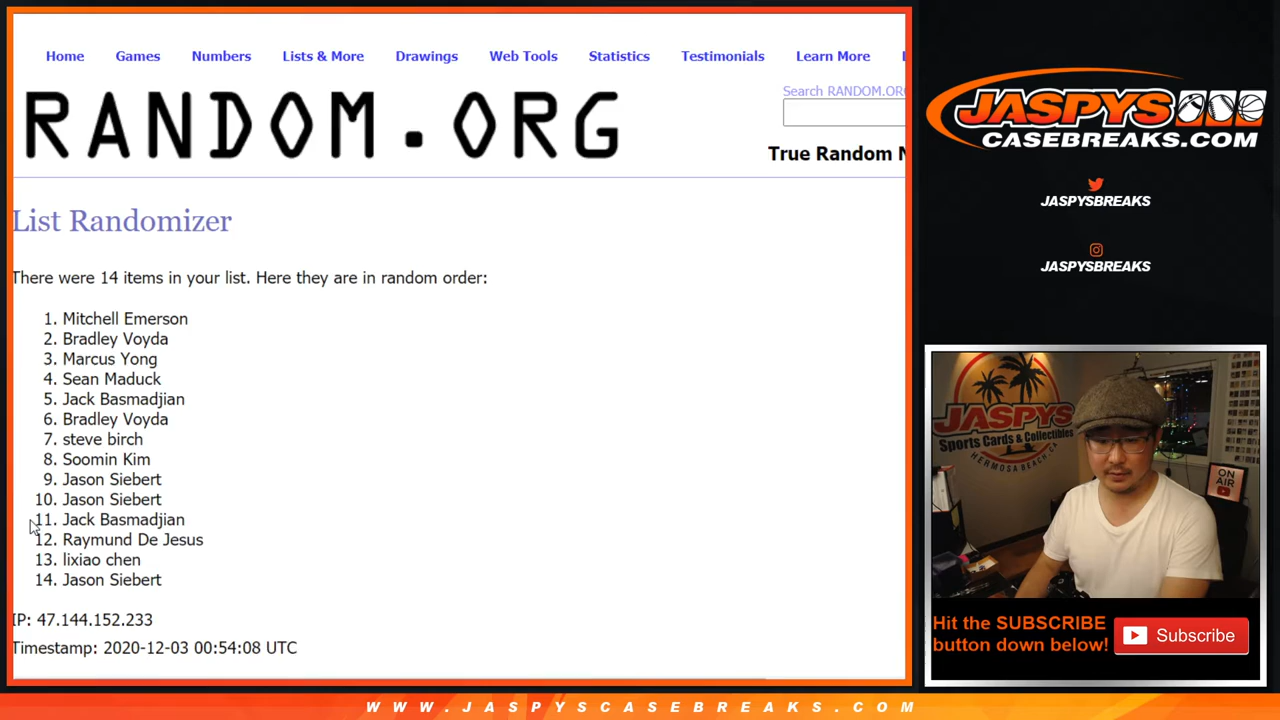 Home Games Numbers Lists & More Drawings Web Tools Statistics Testimonials Learn More
Search RANDOM.OR
RANDOM.ORG
True Random N
List Randomizer
There were 14 items in your list. Here they are in random order:
1. Mitchell Emerson
2. Bradley Voyda
3. Marcus Yong
4. Sean Maduck
5. Jack Basmadjian
6. Bradley Voyda
7. steve birch
8. Soomin Kim
9. Jason Siebert
10. Jason Siebert
11. Jack Basmadjian
12. Raymund De Jesus
13. lixiao chen
14. Jason Siebert
IP: 47.144.152.233
Timestamp: 2020-12-03 00:54:08 UTC
JASPYS
CASEBREAKS.COM
JASPYSBREAKS
JASPYSBREAKS
JASPYS
Sports Cards & Collectibles
HERMOSA BEACH, CA
ON AIR
Hit the SUBSCRIBE
button down below!
Subscribe
WWW.JASPYSCASEBREAKS.COM